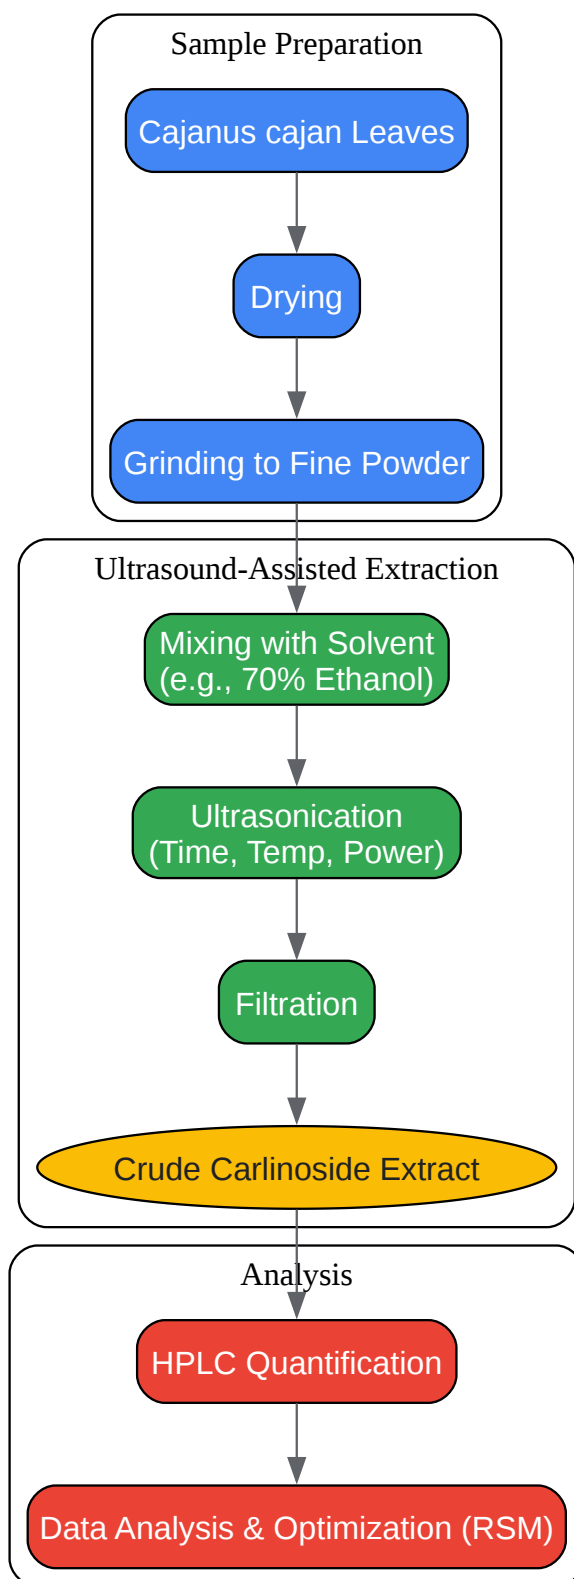 Sample Preparation
Cajanus cajan Leaves
Drying
Grinding to Fine Powder
Ultrasound-Assisted Extraction
Mixing with Solvent
(e.g., 70% Ethanol)
Ultrasonication
(Time, Temp, Power)
Filtration
Crude Carlinoside Extract
Analysis
HPLC Quantification
Data Analysis & Optimization (RSM)